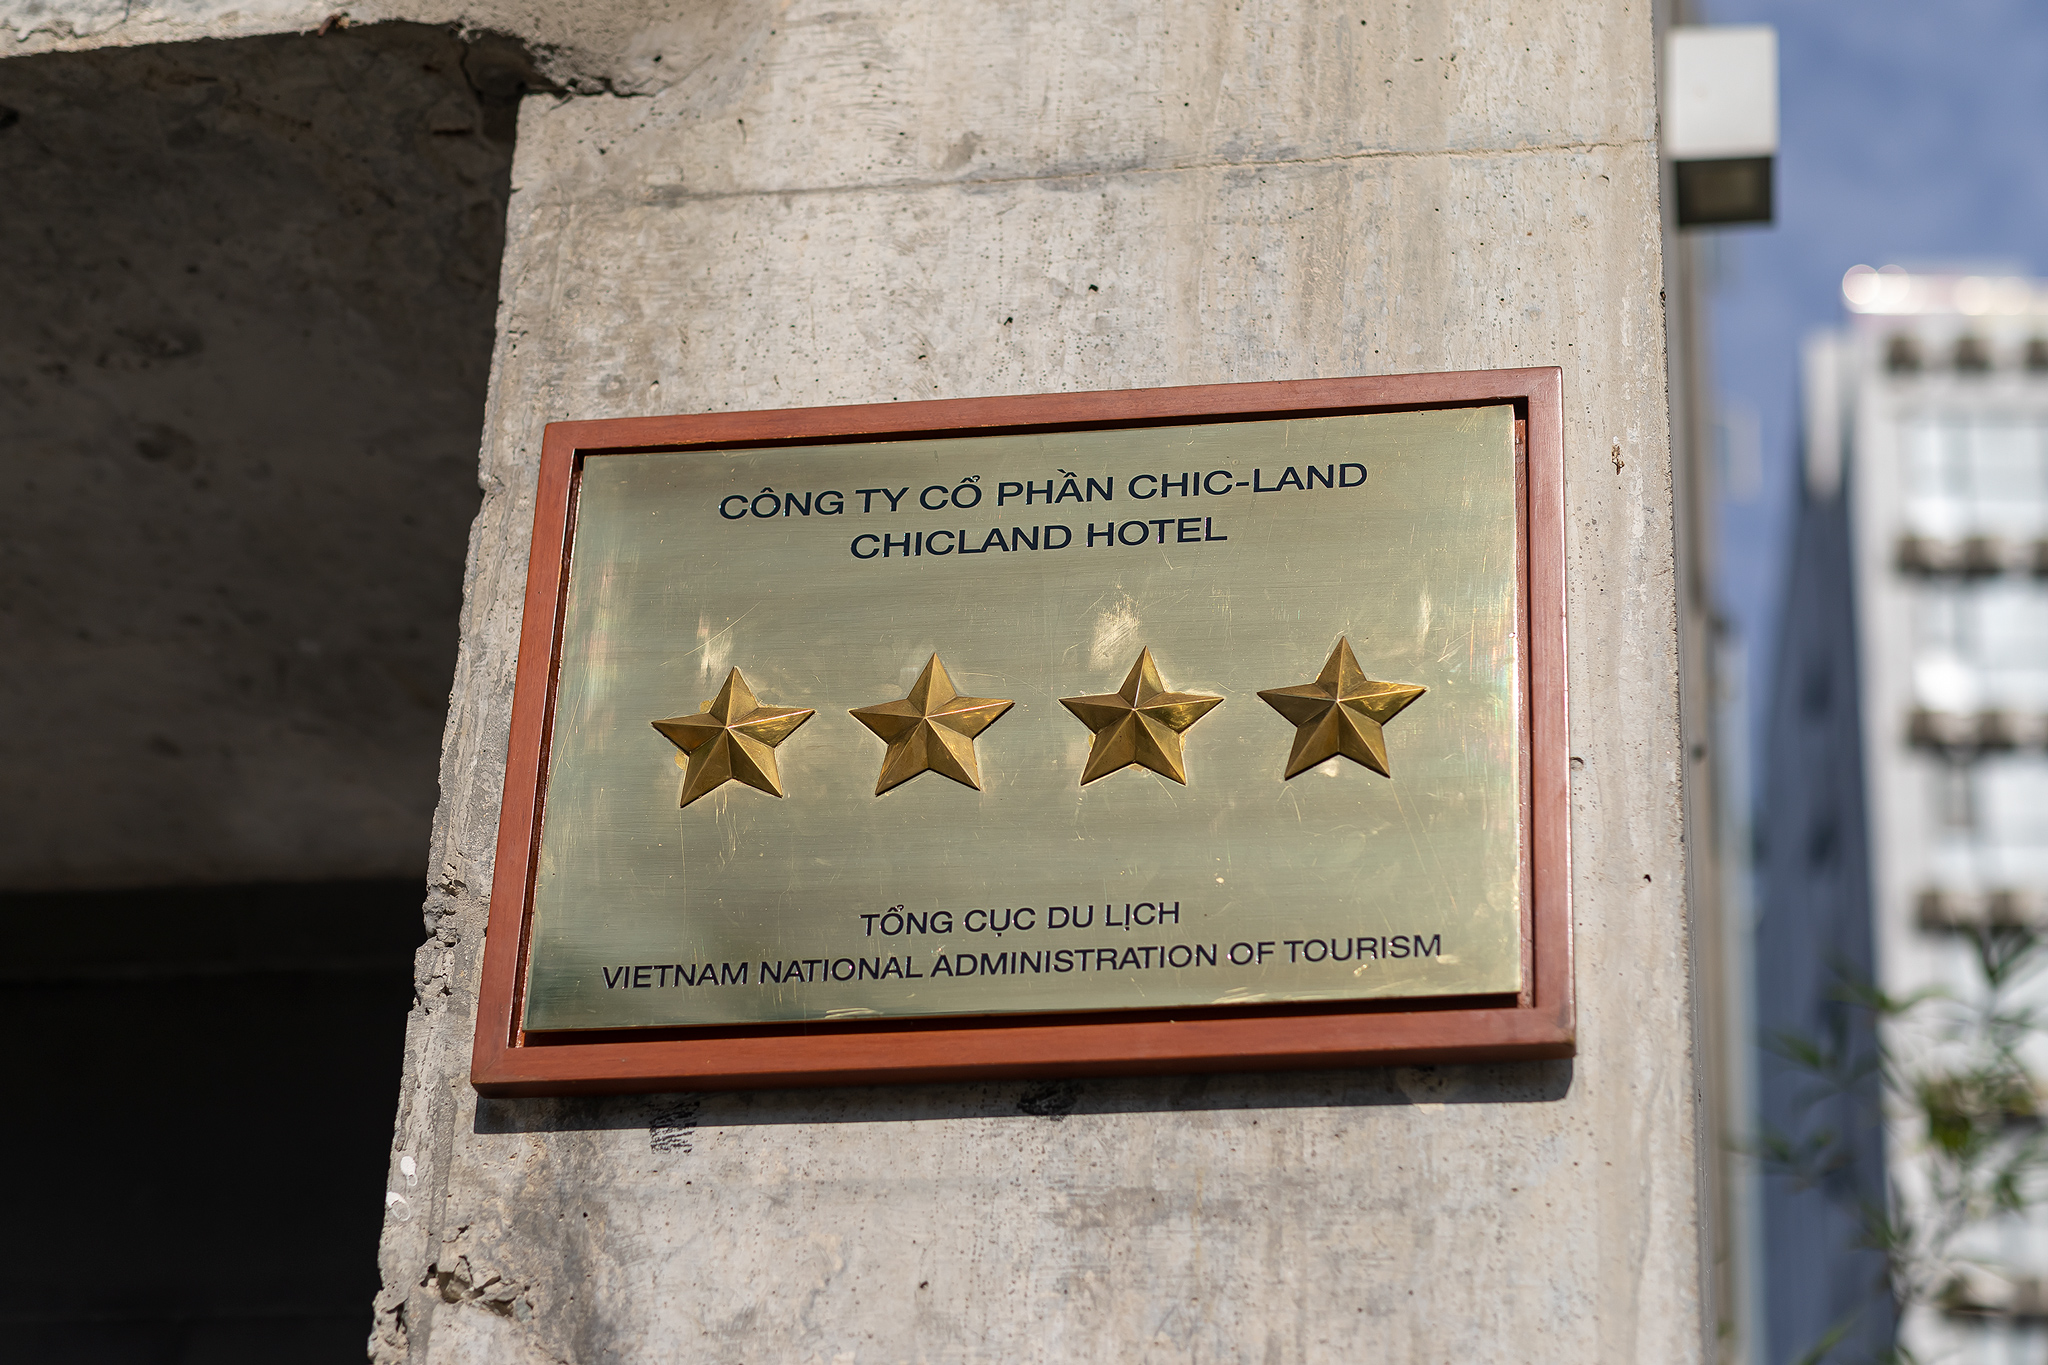 CÔNG TY CỔ PHẦN CHIC-LAND
CHICLAND HOTEL
TỔNG CỤC DU LỊCH
VIETNAM NATIONAL ADMINISTRATION OF TOURISM